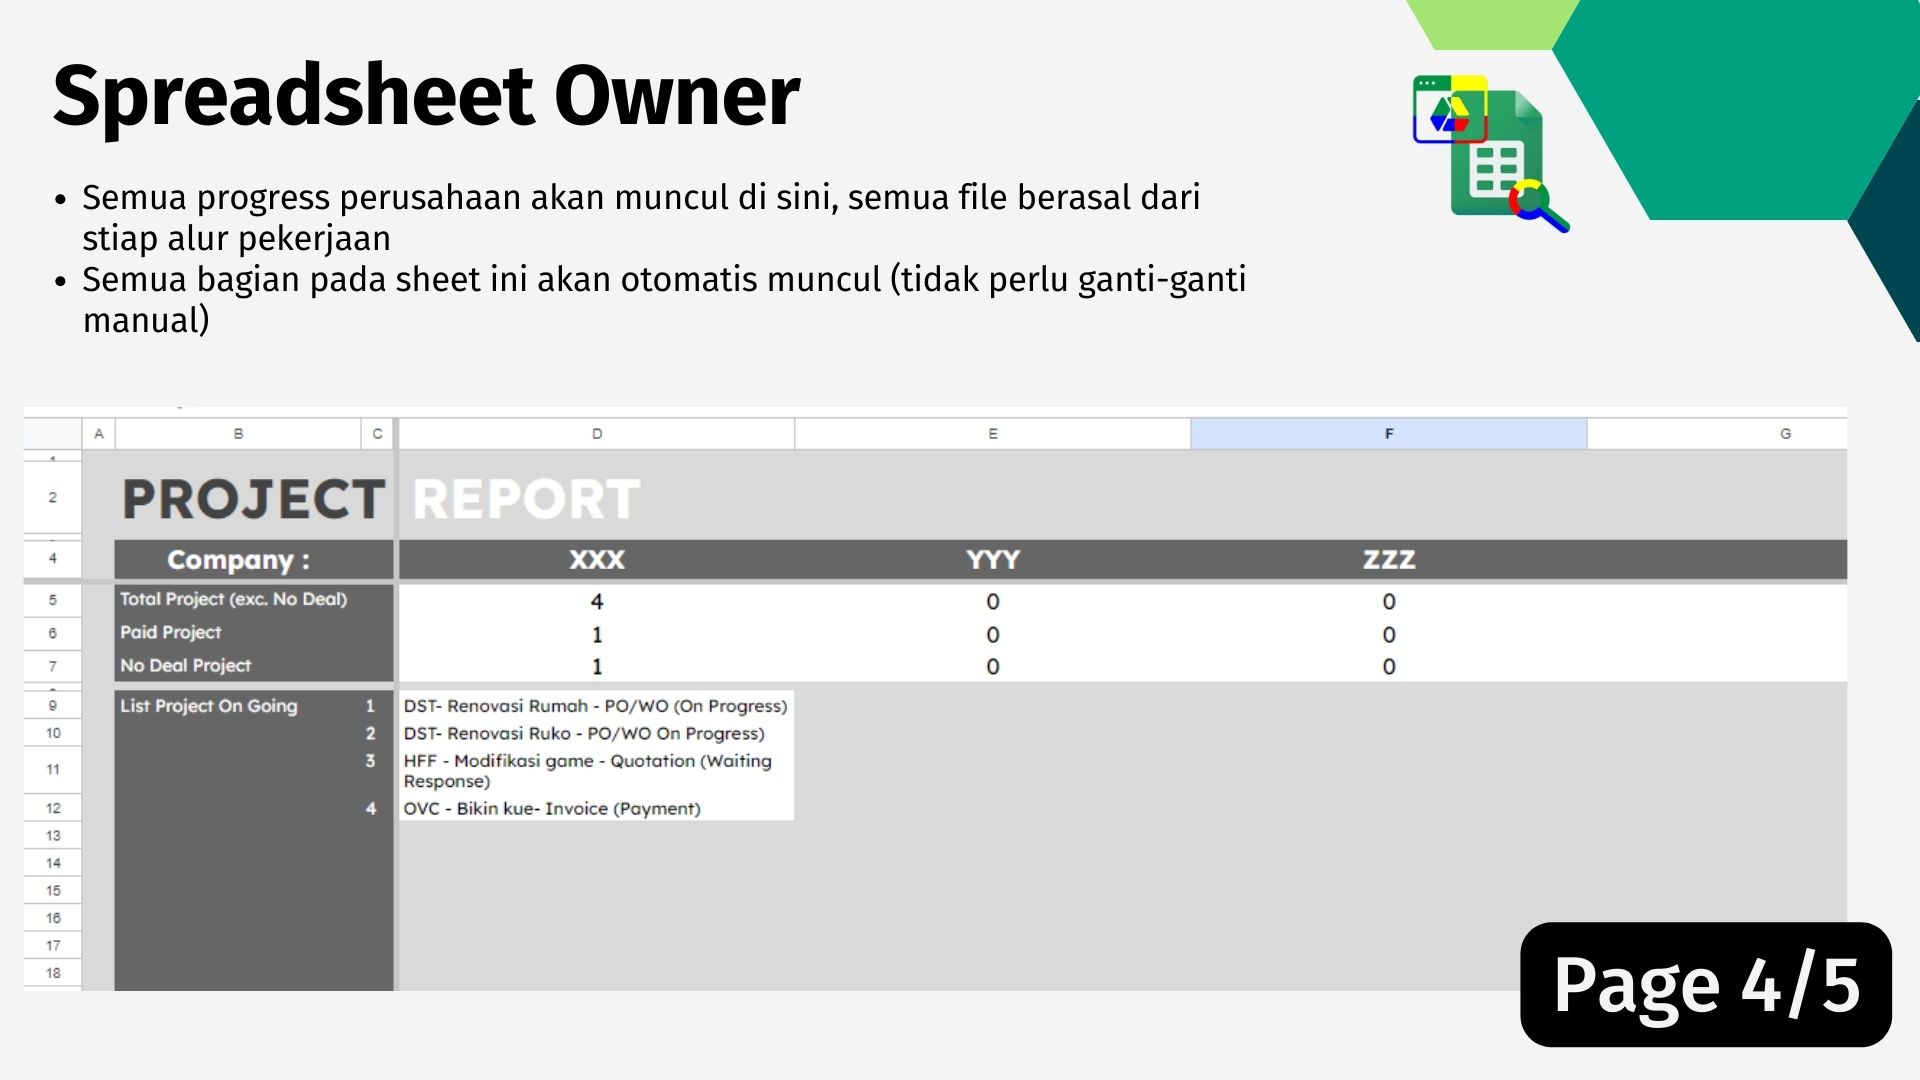 Spreadsheet Owner
• Semua progress perusahaan akan muncul di sini, semua file berasal dari
stiap alur pekerjaan
• Semua bagian pada sheet ini akan otomatis muncul (tidak perlu ganti-ganti
manual)
A B C D E F G
2 PROJECT REPORT
4 Company : XXX YYY ZZZ
5 Total Project (exc. No Deal) 4 0 0
6 Paid Project 1 0 0
7 No Deal Project 1 0 0
9 List Project On Going 1 DST- Renovasi Rumah - PO/WO (On Progress)
10 2 DST- Renovasi Ruko - PO/WO On Progress)
11 3 HFF - Modifikasi game - Quotation (Waiting
Response)
12 4 OVC - Bikin kue- Invoice (Payment)
13
14
15
16
17
18
Page 4/5